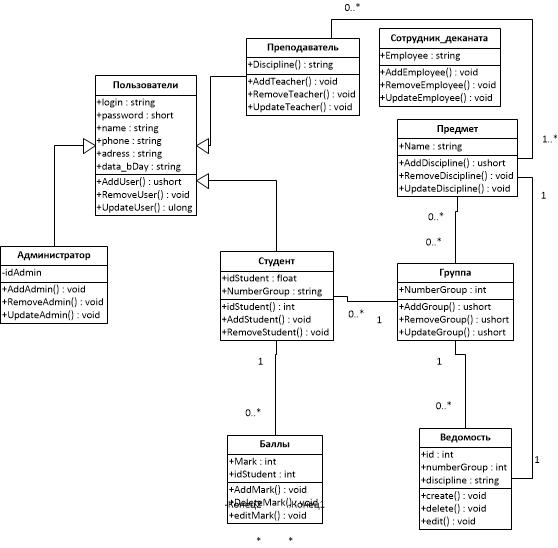 0..*
Преподаватель
+Discipline() : string
+AddTeacher() : void
+RemoveTeacher() : void
+UpdateTeacher() : void
Сотрудник_деканата
+Employee : string
+AddEmployee() : void
+RemoveEmployee() : void
+UpdateEmployee() : void
Пользователи
+login : string
+password : short
+name : string
+phone : string
+adress : string
+data_bDay : string
+AddUser() : ushort
+RemoveUser() : void
+UpdateUser() : ulong
Предмет
+Name : string
+AddDiscipline() : ushort
+RemoveDiscipline() : void
+UpdateDiscipline() : void
1..*
1
0..*
0..*
Администратор
-idAdmin
+AddAdmin() : void
+RemoveAdmin() : void
+UpdateAdmin() : void
Студент
+idStudent : float
+NumberGroup : string
+idStudent() : int
+AddStudent() : void
+RemoveStudent() : void
0..*
1
Группа
+NumberGroup : int
+AddGroup() : ushort
+RemoveGroup() : ushort
+UpdateGroup() : ushort
1
0..*
1
0..*
Баллы
+Mark : int
+idStudent : int
+AddMark() : void
+DeleteMark() : void
+editMark() : void
*
*
Ведомость
+id : int
+numberGroup : int
+discipline : string
+create() : void
+delete() : void
+edit() : void
1